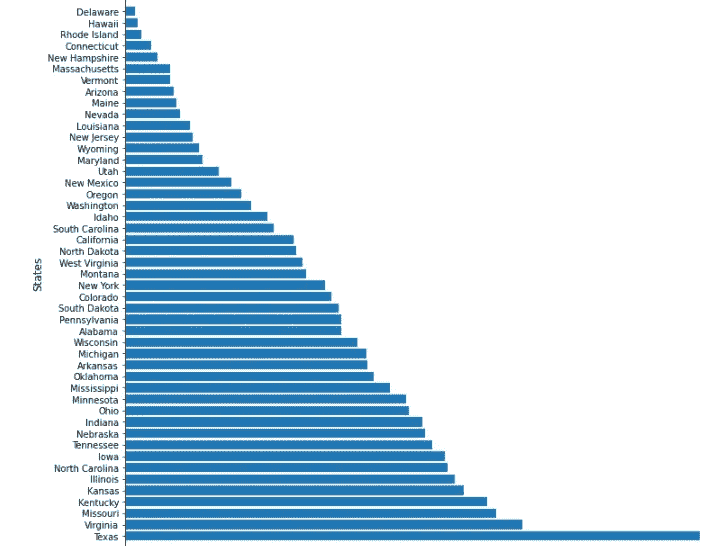 Delaware
Hawaii
Rhode Island
Connecticut
New Hampshire
Massachusetts
Vermont
Arizona
Maine
Nevada
Louisiana
New Jersey
Wyoming
Maryland
Utah
New Mexico
Oregon
Washington
Idaho
South Carolina
California
North Dakota
West Virginia
Montana
New York
Colorado
South Dakota
Pennsylvania
Alabama
Wisconsin
Michigan
Arkansas
Oklahoma
Mississippi
Minnesota
Ohio
Indiana
Nebraska
Tennessee
Iowa
North Carolina
Illinois
Kansas
Kentucky
Missouri
Virginia
Texas
States